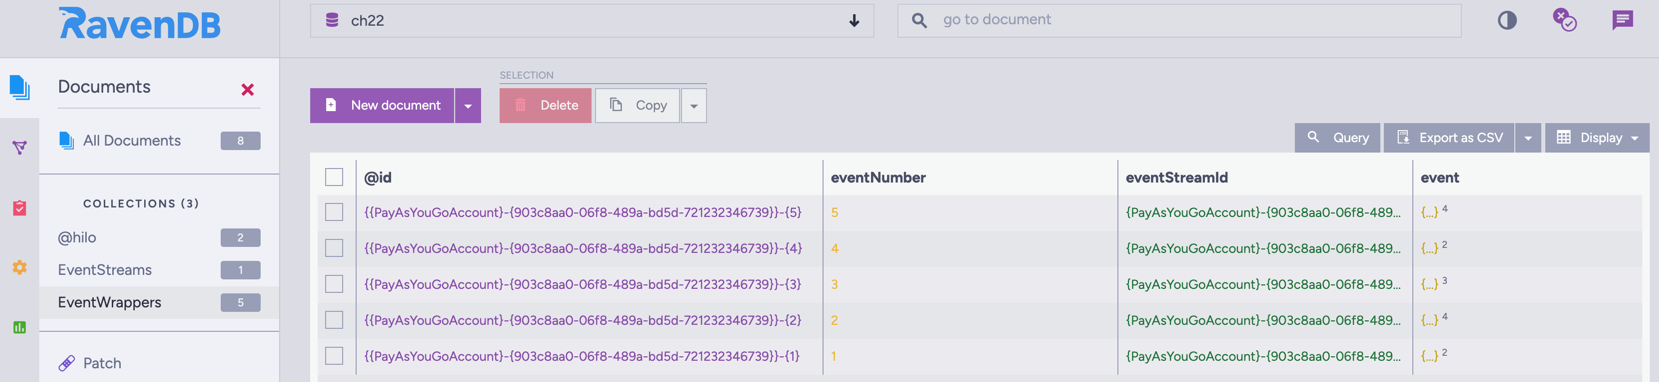 RavenDB
ch22
go to document
Documents
All Documents 8
COLLECTIONS (3)
@hilo 2
EventStreams 1
EventWrappers 5
Patch
SELECTION
New document
Delete
Copy
Query
Export as CSV
Display
@id eventNumber eventStreamId event
{{PayAsYouGoAccount}-{903c8aa0-06f8-489a-bd5d-721232346739}}-{5} 5 {PayAsYouGoAccount}-{903c8aa0-06f8-489... {...} 4
{{PayAsYouGoAccount}-{903c8aa0-06f8-489a-bd5d-721232346739}}-{4} 4 {PayAsYouGoAccount}-{903c8aa0-06f8-489... {...} 2
{{PayAsYouGoAccount}-{903c8aa0-06f8-489a-bd5d-721232346739}}-{3} 3 {PayAsYouGoAccount}-{903c8aa0-06f8-489... {...} 3
{{PayAsYouGoAccount}-{903c8aa0-06f8-489a-bd5d-721232346739}}-{2} 2 {PayAsYouGoAccount}-{903c8aa0-06f8-489... {...} 4
{{PayAsYouGoAccount}-{903c8aa0-06f8-489a-bd5d-721232346739}}-{1} 1 {PayAsYouGoAccount}-{903c8aa0-06f8-489... {...} 2